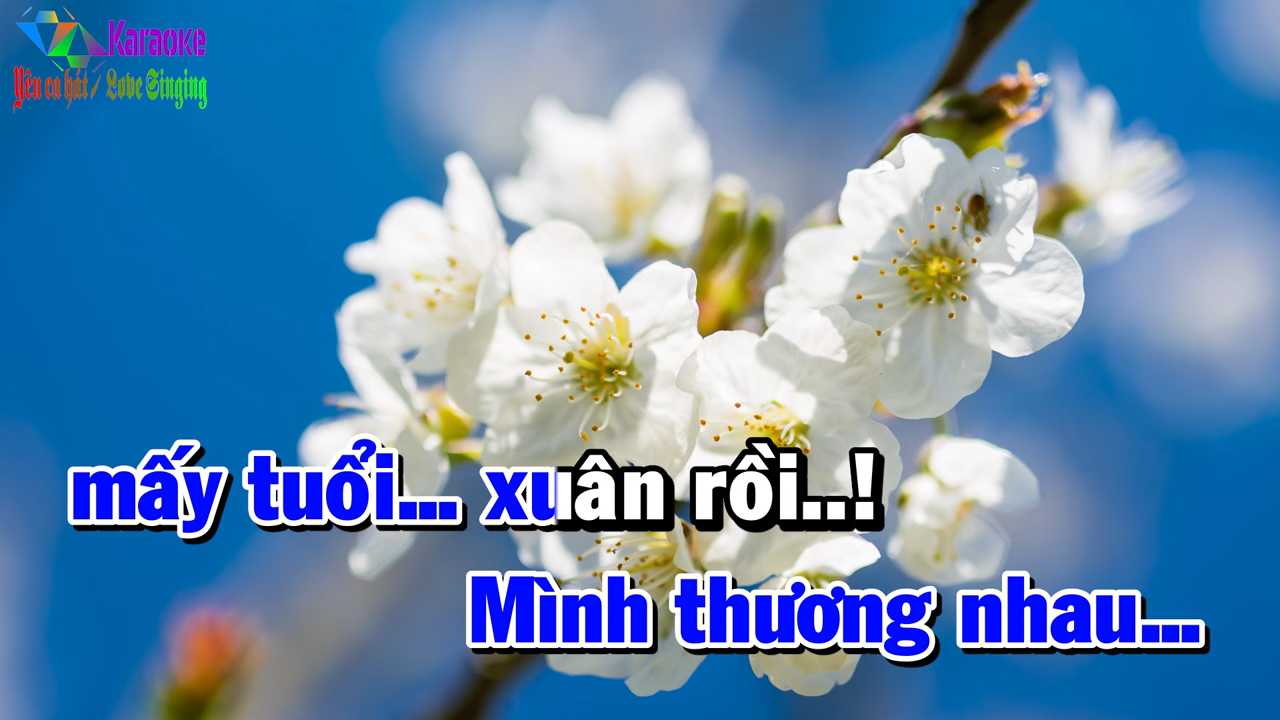 Karaoke
Yêu ca hát / Love Singing
mấy tuổi... xuân rồi..!
Mình thương nhau...